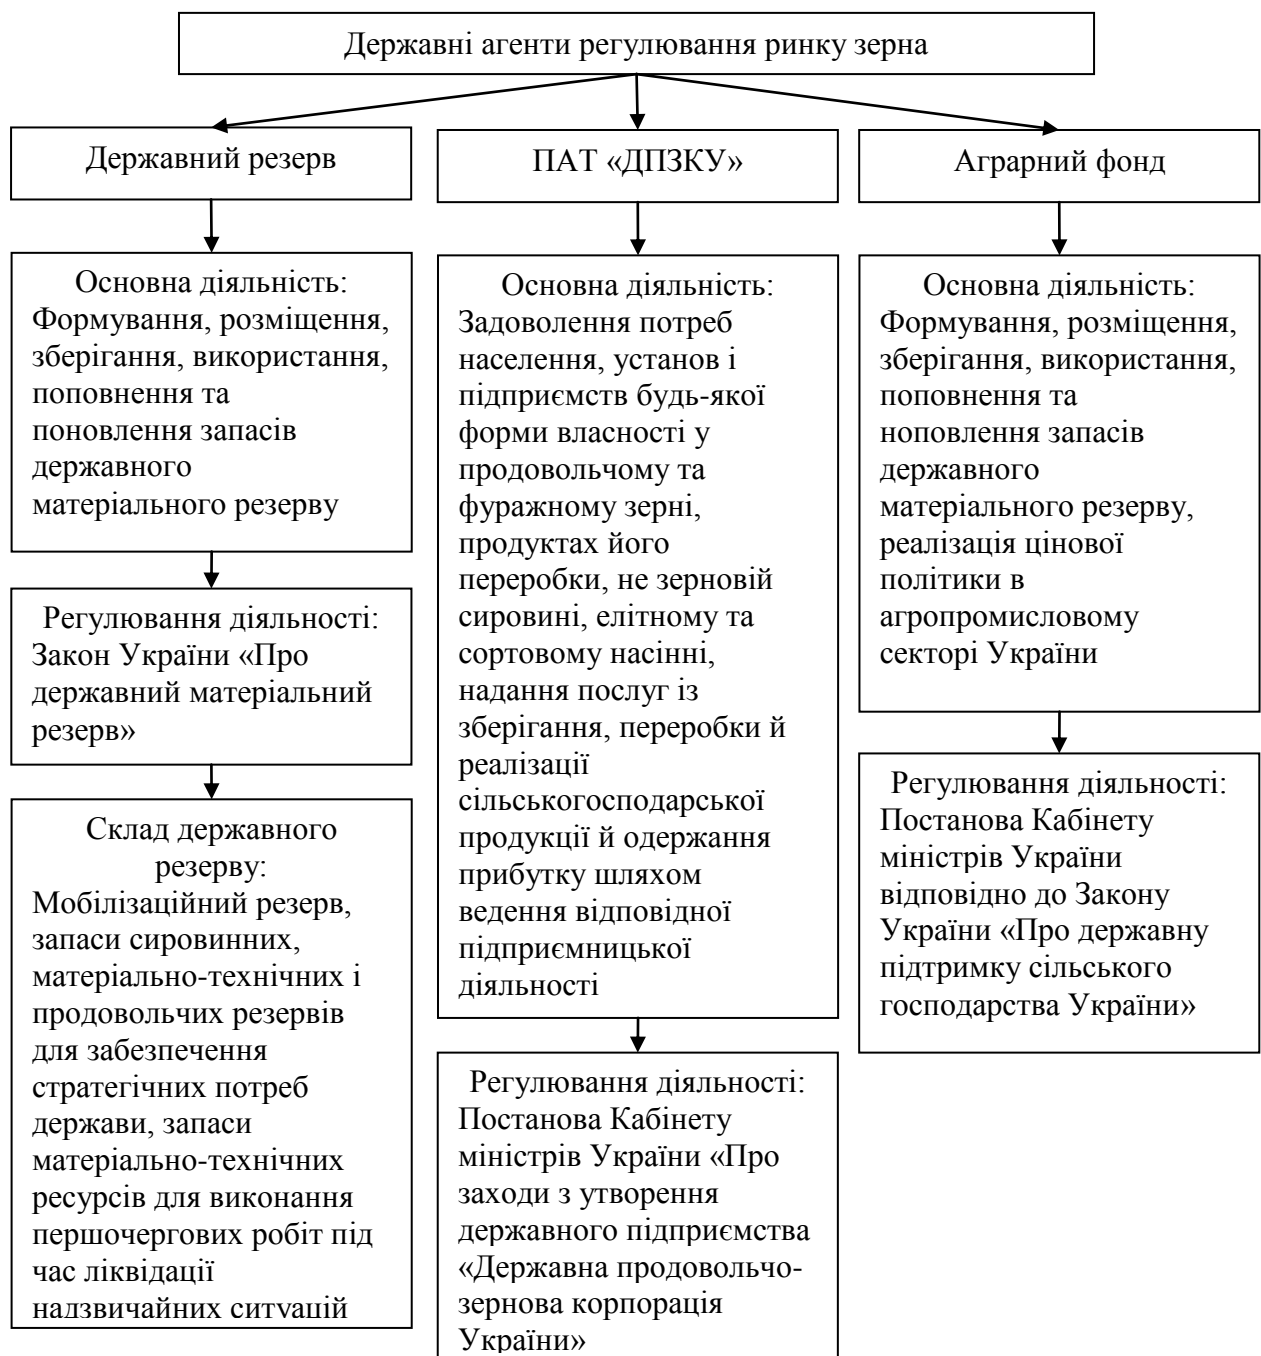 Державні агенти регулювання ринку зерна
Державний резерв
ПАТ «ДПЗКУ»
Аграрний фонд
Основна діяльність:
Формування, розміщення,
зберігання, використання,
поповнення та
поновлення запасів
державного
матеріального резерву
Регулювання діяльності:
Закон України «Про
державний матеріальний
резерв»
Склад державного
резерву:
Мобілізаційний резерв,
запаси сировинних,
матеріально-технічних і
продовольчих резервів
для забезпечення
стратегічних потреб
держави, запаси
матеріально-технічних
ресурсів для виконання
першочергових робіт під
час ліквідації
надзвичайних ситуацій
Основна діяльність:
Задоволення потреб
населення, установ і
підприємств будь-якої
форми власності у
продовольчому та
фуражному зерні,
продуктах його
переробки, не зерновій
сировині, елітному та
сортовому насінні,
надання послуг із
зберігання, переробки й
реалізації
сільськогосподарської
продукції й одержання
прибутку шляхом
ведення відповідної
підприємницької
діяльності
Регулювання діяльності:
Постанова Кабінету
міністрів України «Про
заходи з утворення
державного підприємства
«Державна продовольчо-
зернова корпорація
України»
Основна діяльність:
Формування, розміщення,
зберігання, використання,
поповнення та
ноповлення запасів
державного
матеріального резерву,
реалізація цінової
політики в
агропромисловому
секторі України
Регулювання діяльності:
Постанова Кабінету
міністрів України
відповідно до Закону
України «Про державну
підтримку сільського
господарства України»